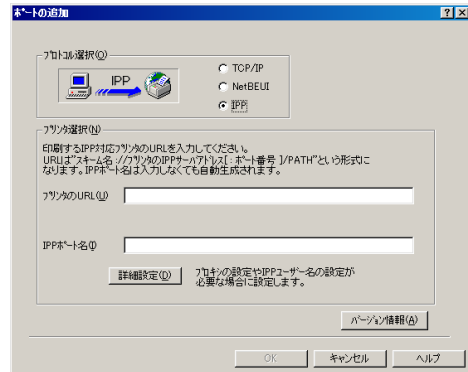 ﾎﾟｰﾄの追加
ﾌﾟﾛﾄｺﾙ選択(O)
IPP
TCP/IP
NetBEUI
IPP
ﾌﾟﾘﾝﾀ選択(N)
印刷するIPP対応ﾌﾟﾘﾝﾀのURLを入力してください。
URLは"ｽｷｰﾑ名://ﾌﾟﾘﾝﾀのIPPｻｰﾊﾞｱﾄﾞﾚｽ[:ﾎﾟｰﾄ番号]/PATH"という形式に
なります。IPPﾎﾟｰﾄ名は入力しなくても自動生成されます。
ﾌﾟﾘﾝﾀのURL(U)
IPPﾎﾟｰﾄ名(I)
詳細設定(D)
ﾌﾟﾛｷｼの設定やIPPﾕｰｻﾞｰ名の設定が
必要な場合に設定します。
ﾊﾞｰｼﾞｮﾝ情報(A)
OK
ｷｬﾝｾﾙ
ﾍﾙﾌﾟ